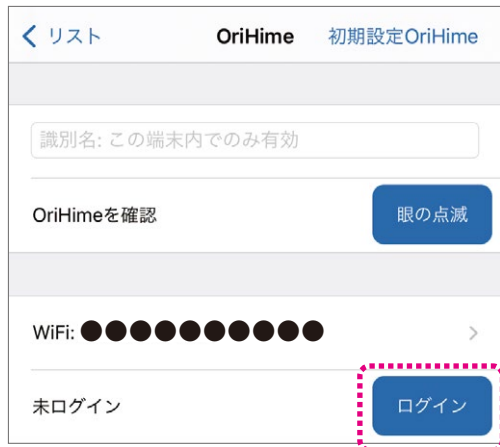 リスト OriHime 初期設定OriHime
識別名: この端末内でのみ有効
OriHimeを確認 眼の点滅
WiFi: ●●●●●●●●●●
未ログイン ログイン